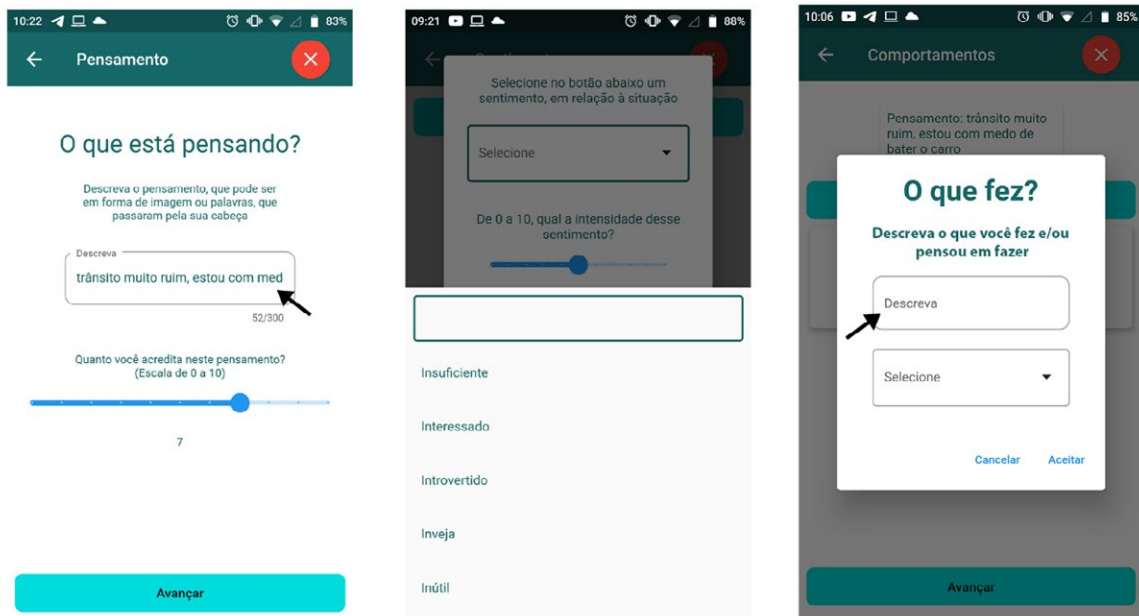 10:22
83%
Pensamento
O que está pensando?
Descreva o pensamento, que pode ser
em forma de imagem ou palavras, que
passaram pela sua cabeça
Descreva
trânsito muito ruim, estou com med
52/300
Quanto você acredita neste pensamento?
(Escala de 0 a 10)
7
Avançar
09:21
88%
Selecione no botão abaixo um
sentimento, em relação à situação
Selecione
De 0 a 10, qual a intensidade desse
sentimento?
Insuficiente
Interessado
Introvertido
Inveja
Inútil
10:06
85%
Comportamentos
Pensamento: trânsito muito
ruim, estou com medo de
bater o carro
O que fez?
Descreva o que você fez e/ou
pensou em fazer
Descreva
Selecione
Cancelar Aceitar
Avançar